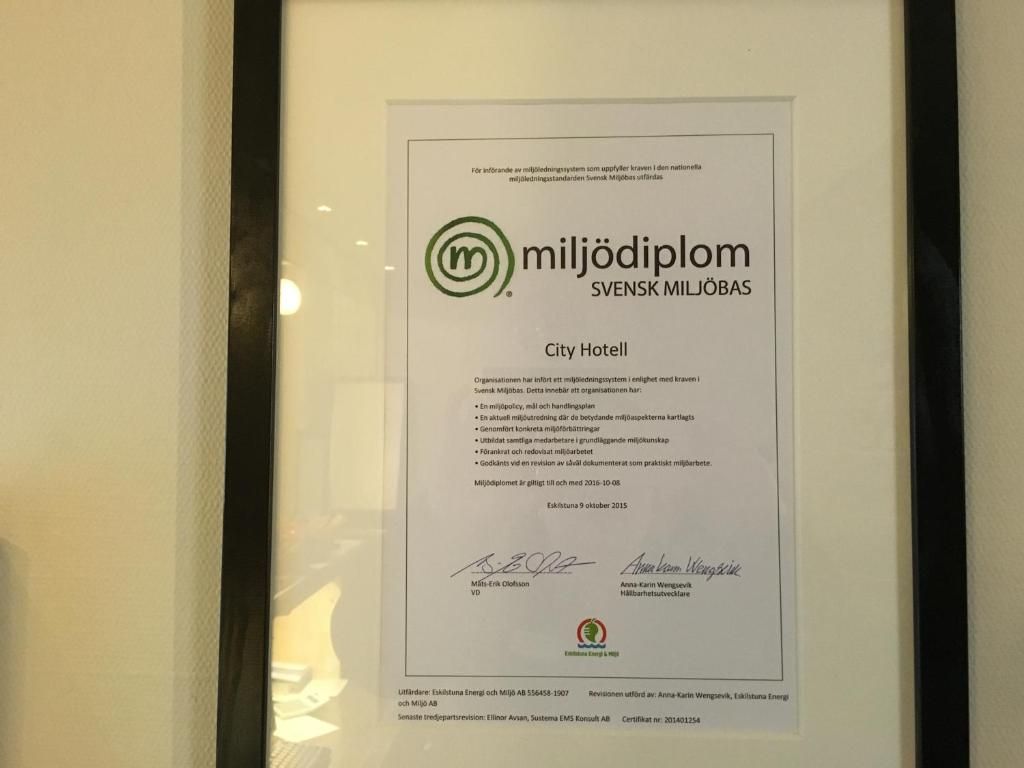 För införande av miljöledningssystem som uppfyller kraven i den nationella
miljöledningsstandarden Svensk Miljöbas utfärdas
m miljödiplom
®
SVENSK MILJÖBAS
City Hotell
Organisationen har infört ett miljöledningssystem i enlighet med kraven i
Svensk Miljöbas. Detta innebär att organisationen har:
• En miljöpolicy, mål och handlingsplan
• En aktuell miljöutredning där de betydande miljöaspekterna kartlagts
• Genomfört konkreta miljöförbättringar
• Utbildat samtliga medarbetare i grundläggande miljökunskap
• Förankrat och redovisat miljöarbetet
• Godkänts vid en revision av såväl dokumenterat som praktiskt miljöarbete.
Miljödiplomet är giltigt till och med 2016-10-08
Eskilstuna 9 oktober 2015
Anna Karin Wengsevik
Mats-Erik Olofsson
VD
Anna-Karin Wengsevik
Hållbarhetsutvecklare
Eskilstuna Energi & Miljö
Utfärdare: Eskilstuna Energi och Miljö AB 556458-1907 Revisionen utförd av: Anna-Karin Wengsevik, Eskilstuna Energi
och Miljö AB
Senaste tredjepartsrevision: Ellinor Avsan, Sustema EMS Konsult AB Certifikat nr: 201401254